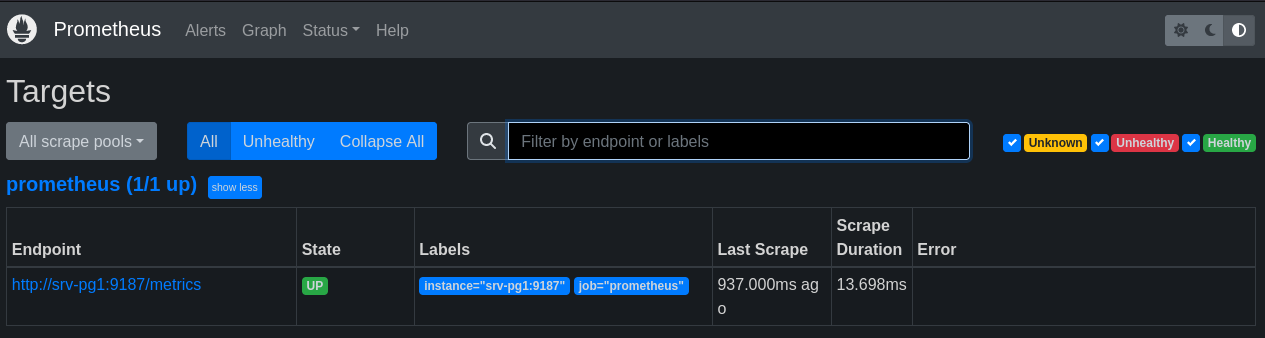 Prometheus Alerts Graph Status Help
Targets
All scrape pools All Unhealthy Collapse All Filter by endpoint or labels Unknown Unhealthy Healthy
prometheus (1/1 up) show less
Endpoint State Labels Last Scrape Scrape Duration Error
http://srv-pg1:9187/metrics UP instance="srv-pg1:9187" job="prometheus" 937.000ms ago 13.698ms